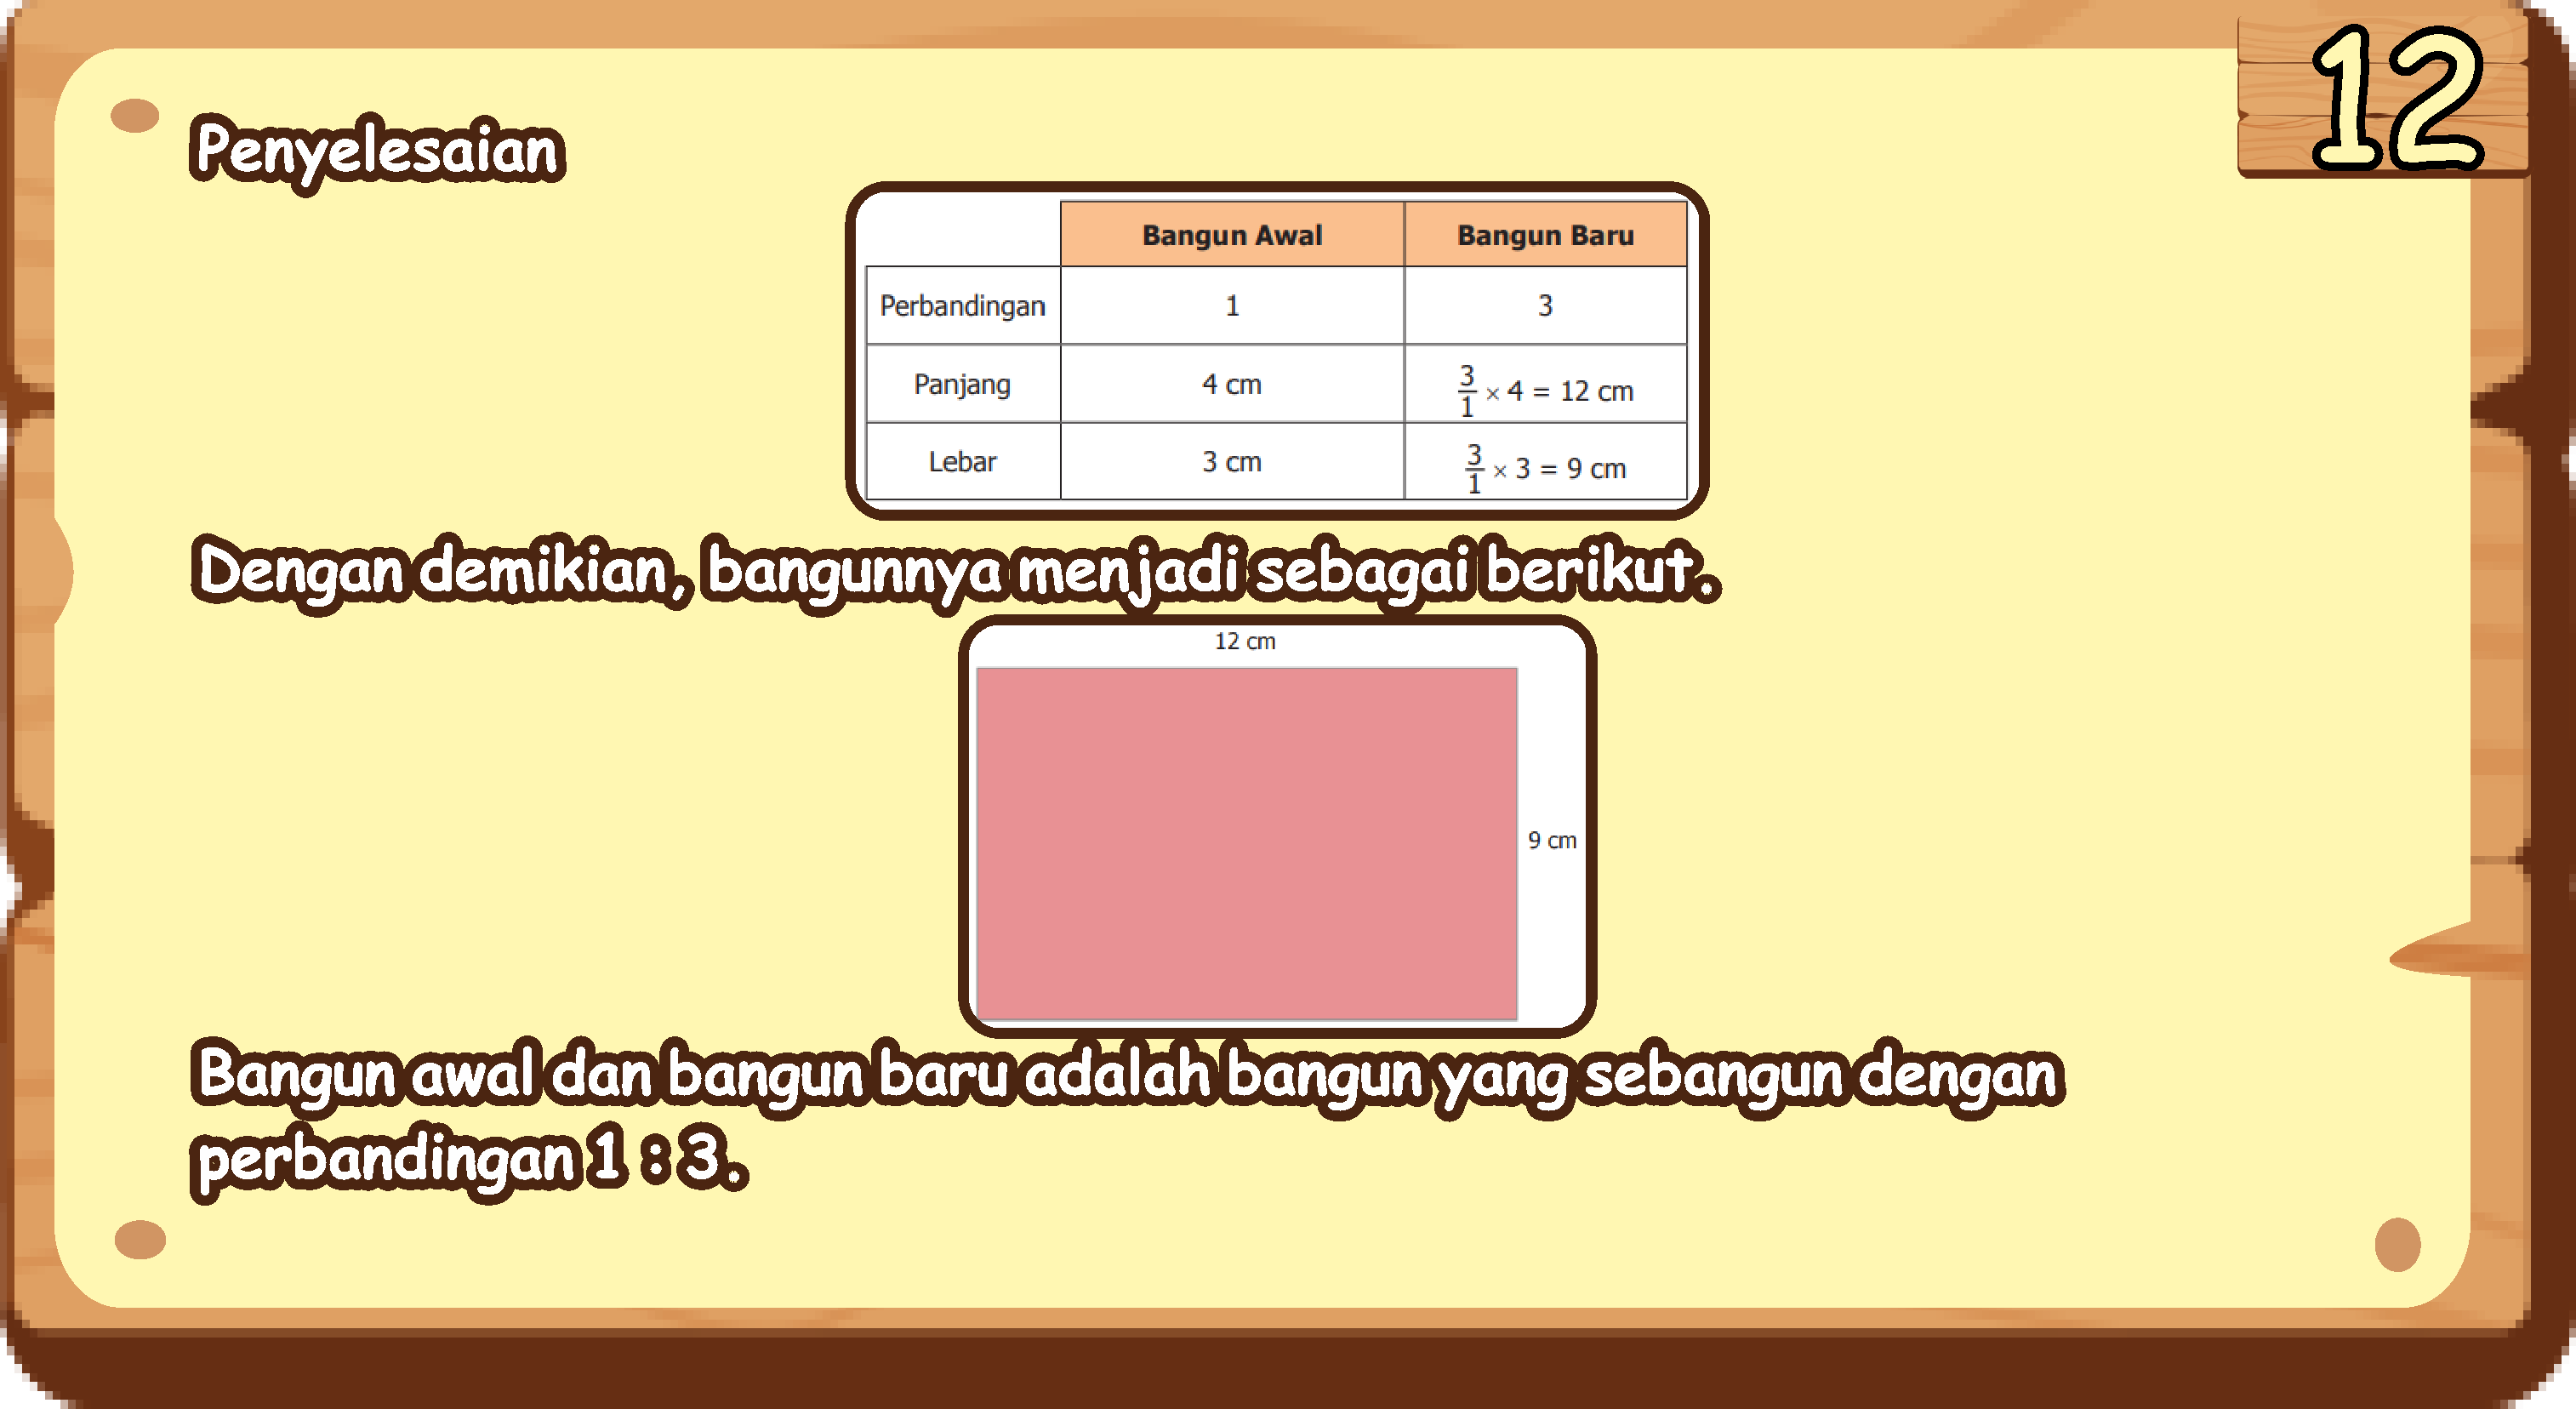 12
Penyelesaian
Bangun Awal Bangun Baru
Perbandingan 1 3
Panjang 4 cm 3/1 × 4 = 12 cm
Lebar 3 cm 3/1 × 3 = 9 cm
Dengan demikian, bangunnya menjadi sebagai berikut.
12 cm
9 cm
Bangun awal dan bangun baru adalah bangun yang sebangun dengan
perbandingan 1 : 3.